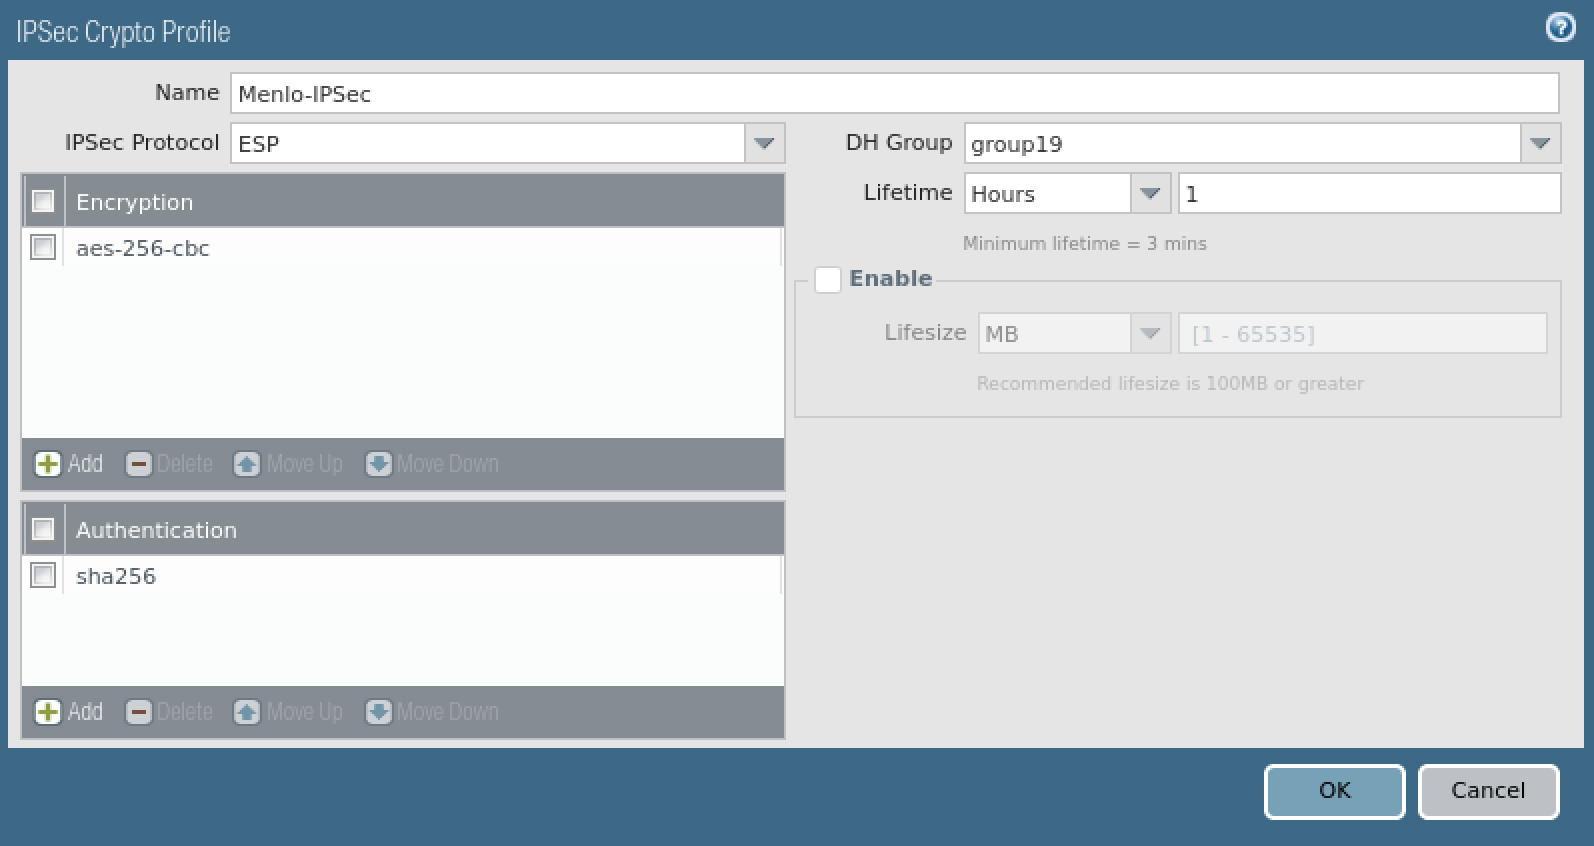 IPSec Crypto Profile
Name Menlo-IPSec
IPSec Protocol ESP
DH Group group19
Encryption
Lifetime Hours 1
aes-256-cbc
Minimum lifetime = 3 mins
Enable
Lifesize MB [1 - 65535]
Recommended lifesize is 100MB or greater
Add Delete Move Up Move Down
Authentication
sha256
Add Delete Move Up Move Down
OK Cancel